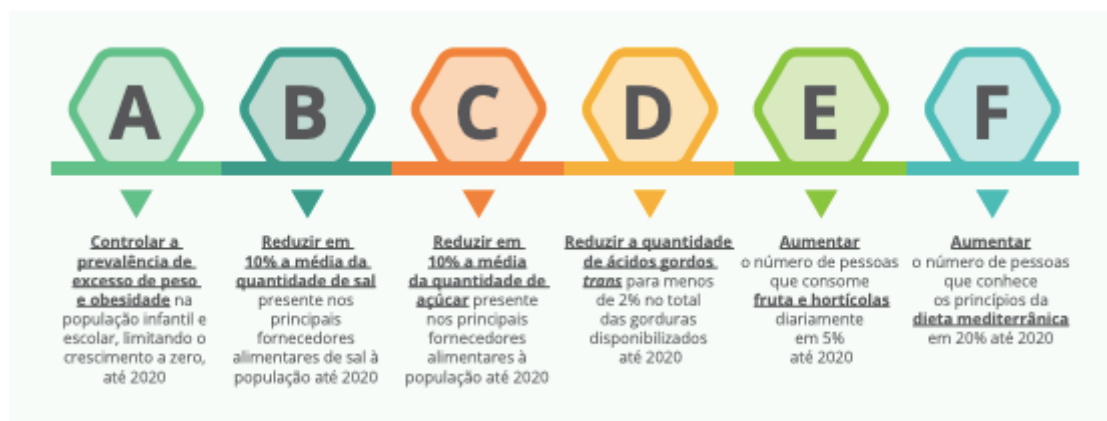 A
Controlar a
prevalência de
excesso de peso
e obesidade na
população infantil e
escolar, limitando o
crescimento a zero,
até 2020
B
Reduzir em
10% a média da
quantidade de sal
presente nos
principais
fornecedores
alimentares de sal à
população até 2020
C
Reduzir em
10% a média
da quantidade de
açúcar presente
nos principais
fornecedores
alimentares à
população até 2020
D
Reduzir a quantidade
de ácidos gordos
trans para menos
de 2% no total
das gorduras
disponibilizados
até 2020
E
Aumentar
o número de pessoas
que consome
fruta e hortícolas
diariamente
em 5%
até 2020
F
Aumentar
o número de pessoas
que conhece
os princípios da
dieta mediterrânica
em 20% até 2020